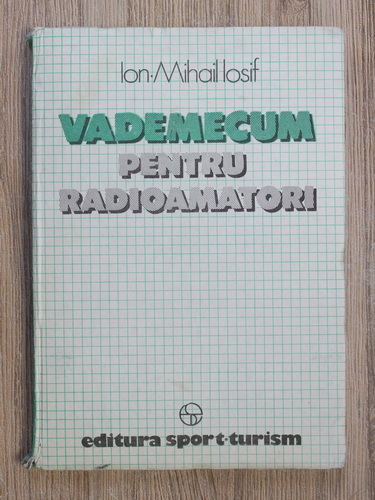 Ion·Mihail Iosif
VADEMECUM
PENTRU
RADIOAMATORI
editura sport·turism